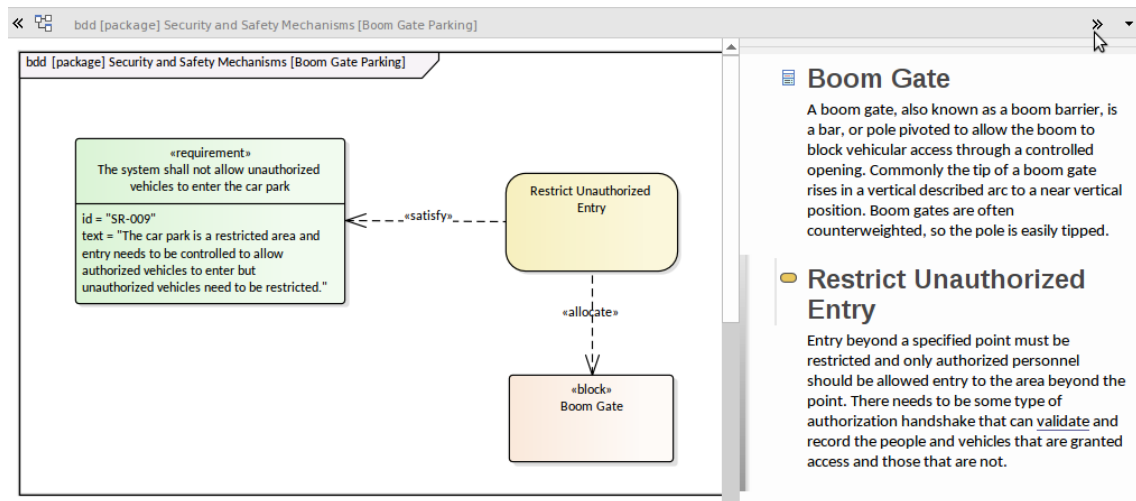 bdd [package] Security and Safety Mechanisms [Boom Gate Parking]
bdd [package] Security and Safety Mechanisms [Boom Gate Parking]
«requirement»
The system shall not allow unauthorized
vehicles to enter the car park
id = "SR-009"
text = "The car park is a restricted area and
entry needs to be controlled to allow
authorized vehicles to enter but
unauthorized vehicles need to be restricted."
«satisfy»
Restrict Unauthorized
Entry
«allocate»
«block»
Boom Gate
Boom Gate
A boom gate, also known as a boom barrier, is
a bar, or pole pivoted to allow the boom to
block vehicular access through a controlled
opening. Commonly the tip of a boom gate
rises in a vertical described arc to a near vertical
position. Boom gates are often
counterweighted, so the pole is easily tipped.
Restrict Unauthorized
Entry
Entry beyond a specified point must be
restricted and only authorized personnel
should be allowed entry to the area beyond the
point. There needs to be some type of
authorization handshake that can validate and
record the people and vehicles that are granted
access and those that are not.